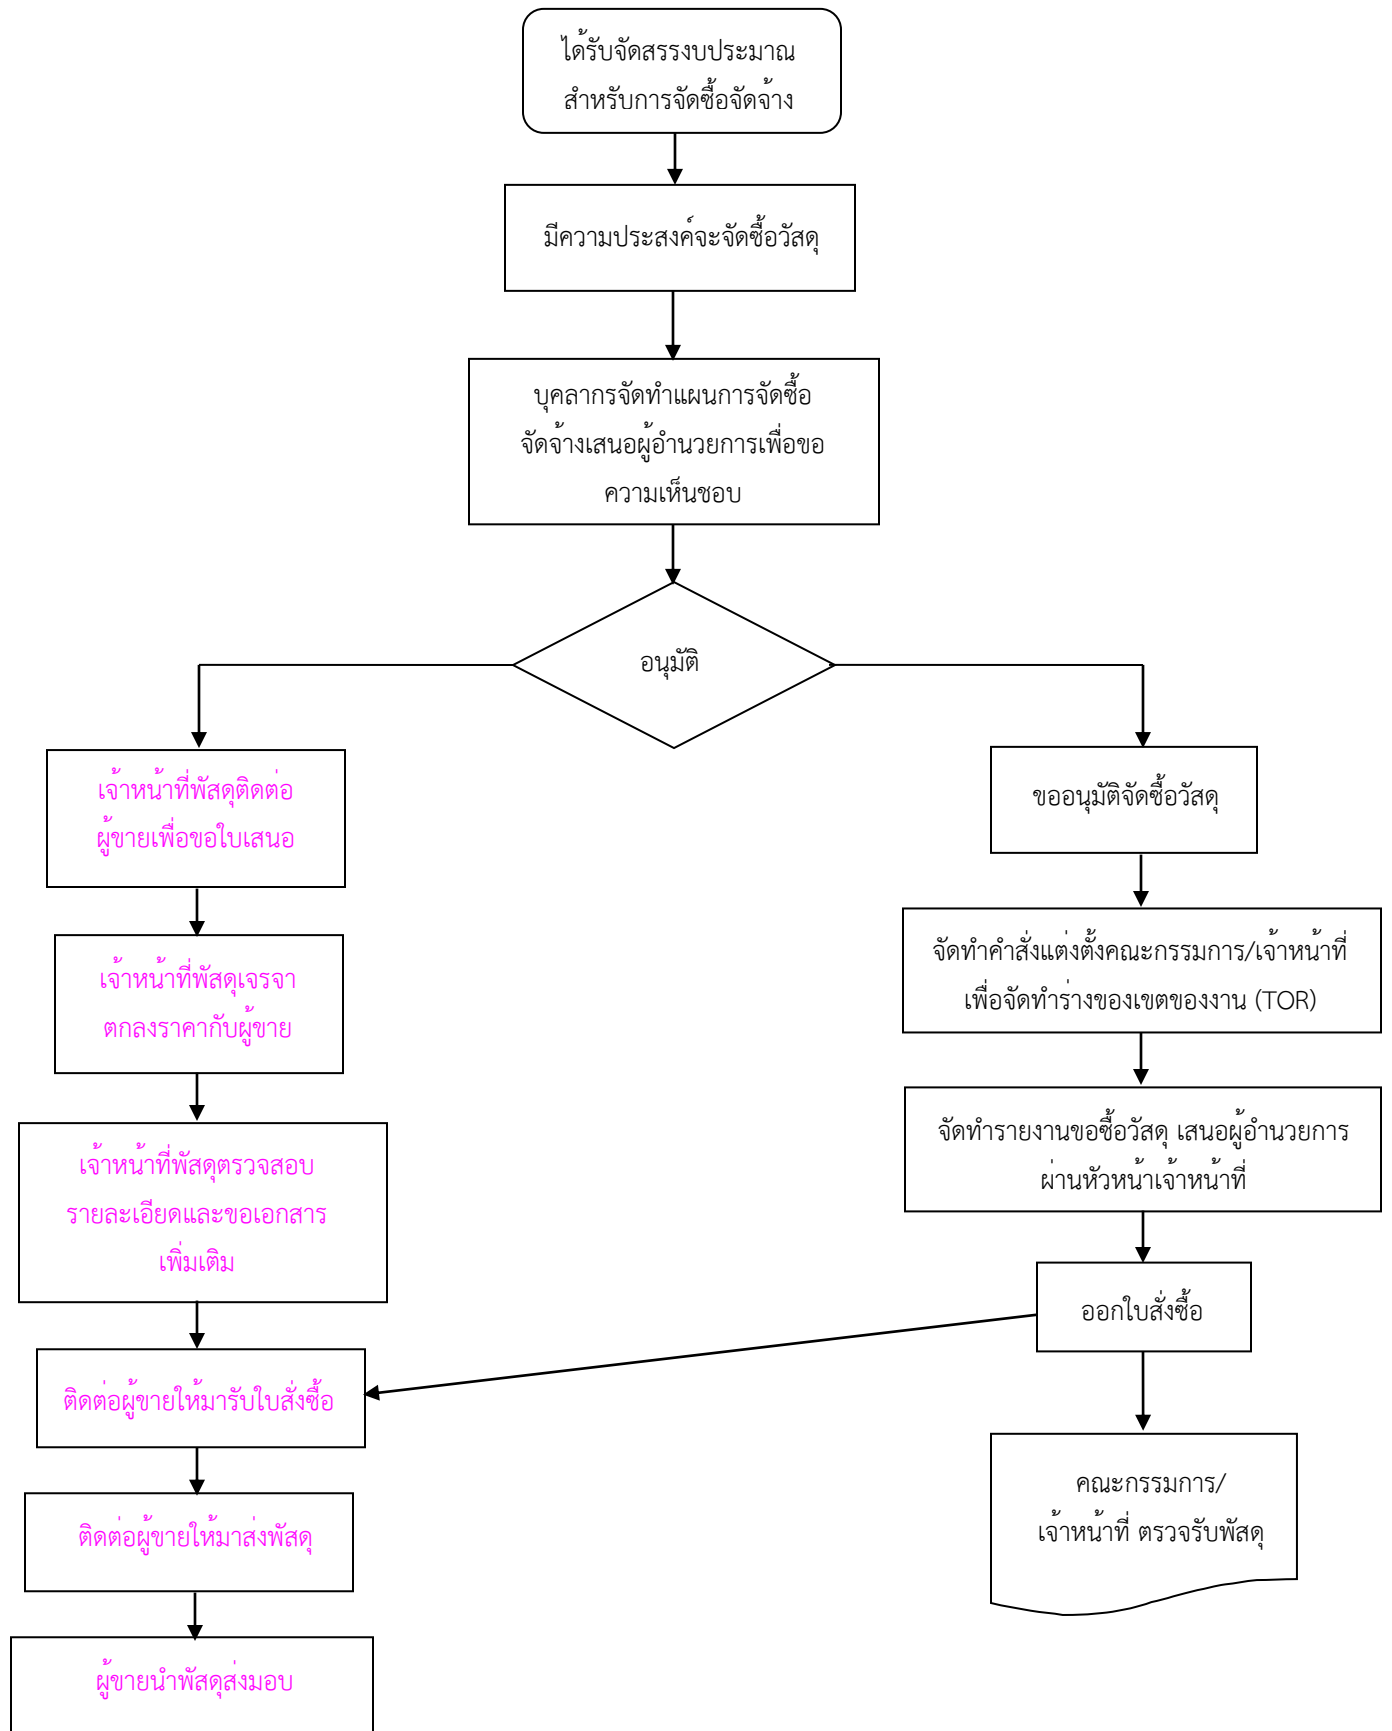 ได้รับจัดสรรงบประมาณ
สำหรับการจัดซื้อจัดจ้าง
มีความประสงค์จะจัดซื้อวัสดุ
บุคลากรจัดทำแผนการจัดซื้อ
จัดจ้างเสนอผู้อำนวยการเพื่อขอ
ความเห็นชอบ
อนุมัติ
เจ้าหน้าที่พัสดุติดต่อ
ผู้ขายเพื่อขอใบเสนอ
เจ้าหน้าที่พัสดุเจรจา
ตกลงราคากับผู้ขาย
เจ้าหน้าที่พัสดุตรวจสอบ
รายละเอียดและขอเอกสาร
เพิ่มเติม
ติดต่อผู้ขายให้มารับใบสั่งซื้อ
ติดต่อผู้ขายให้มาส่งพัสดุ
ผู้ขายนำพัสดุส่งมอบ
ขออนุมัติจัดซื้อวัสดุ
จัดทำคำสั่งแต่งตั้งคณะกรรมการ/เจ้าหน้าที่
เพื่อจัดทำร่างของเขตของงาน (TOR)
จัดทำรายงานขอซื้อวัสดุ เสนอผู้อำนวยการ
ผ่านหัวหน้าเจ้าหน้าที่
ออกใบสั่งซื้อ
คณะกรรมการ/
เจ้าหน้าที่ ตรวจรับพัสดุ